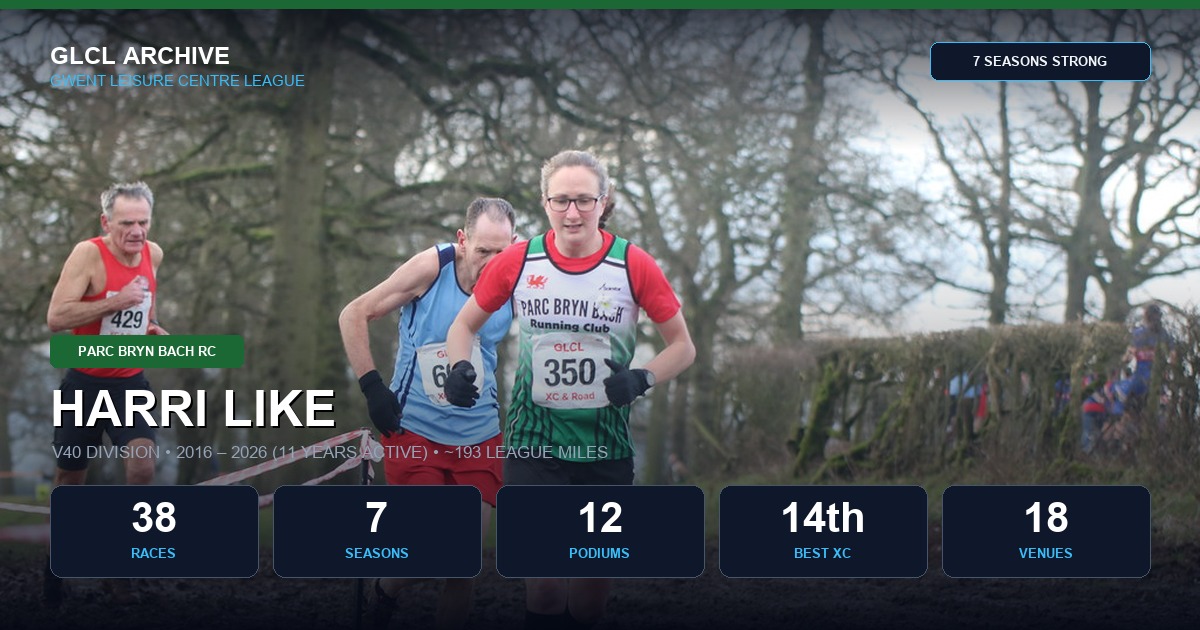 GLCL ARCHIVE
GWENT LEISURE CENTRE LEAGUE
7 SEASONS STRONG
429
PARC BRYN BACH
Running Club
GLCL
350
XC & Road
PARC BRYN BACH RC
HARRI LIKE
V40 DIVISION • 2016 – 2026 (11 YEARS ACTIVE) • ~193 LEAGUE MILES
38
RACES
7
SEASONS
12
PODIUMS
14th
BEST XC
18
VENUES